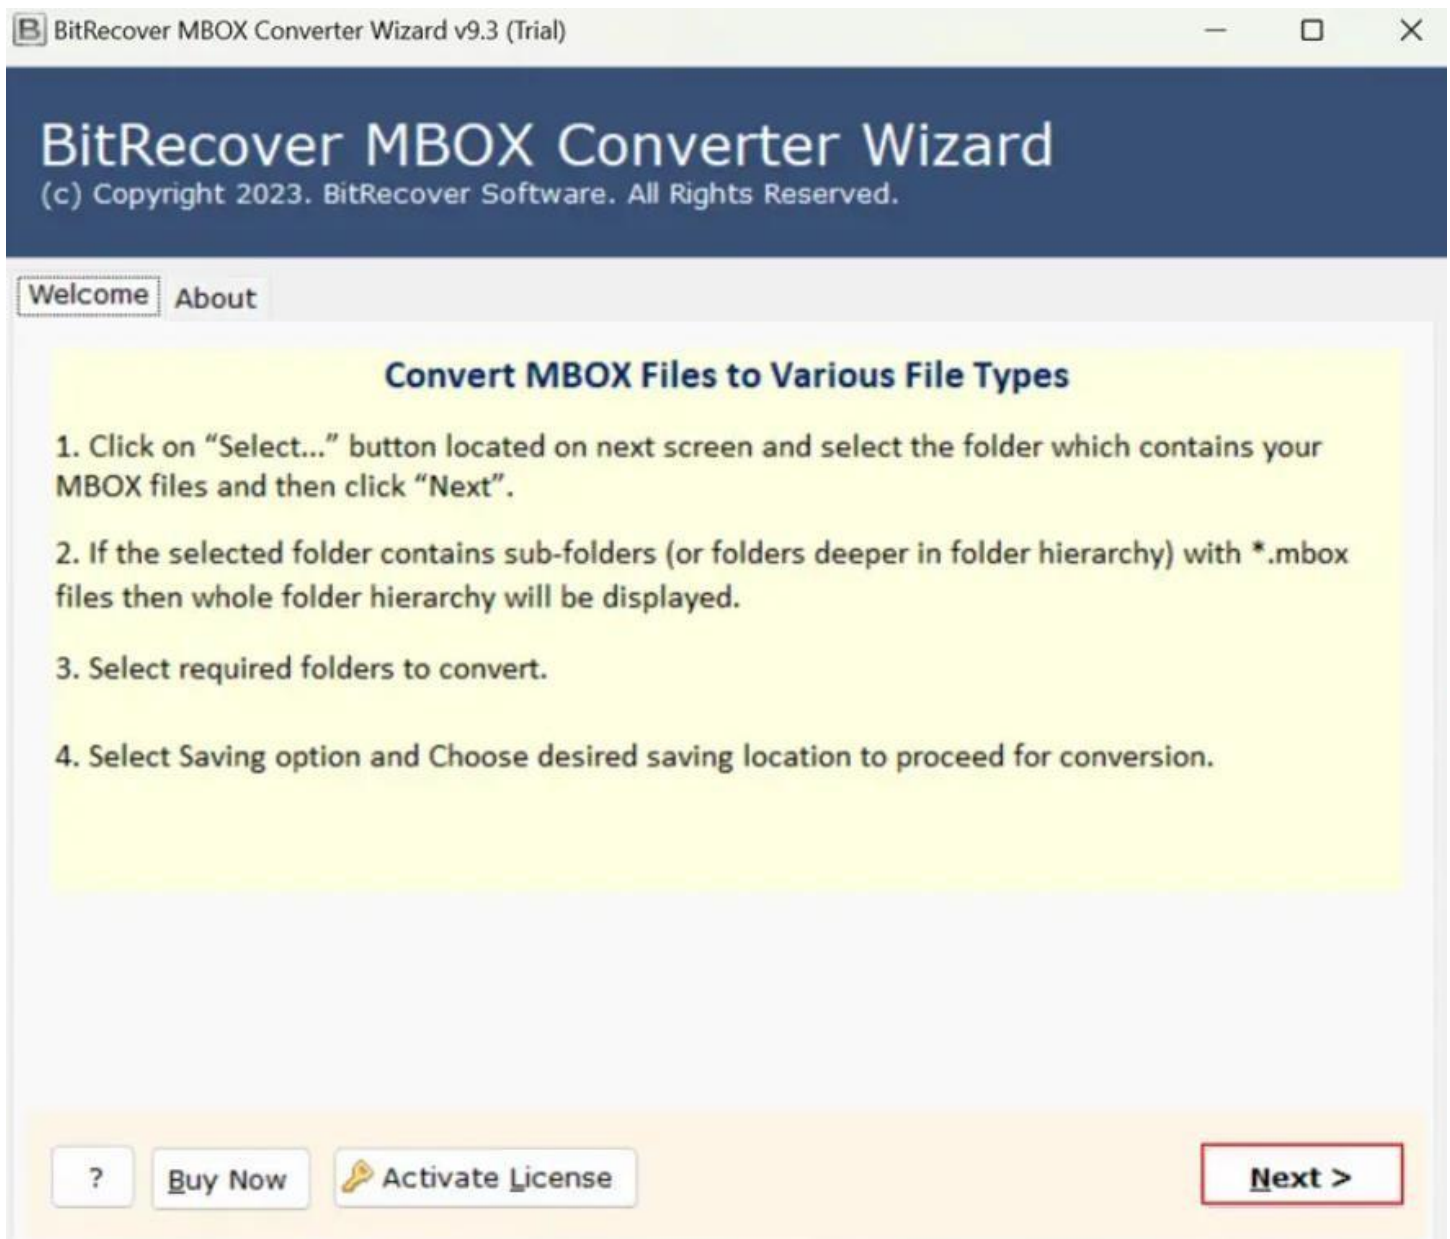 BitRecover MBOX Converter Wizard v9.3 (Trial)
BitRecover MBOX Converter Wizard
(c) Copyright 2023. BitRecover Software. All Rights Reserved.
Welcome About
Convert MBOX Files to Various File Types
1. Click on “Select...” button located on next screen and select the folder which contains your
MBOX files and then click “Next”.
2. If the selected folder contains sub-folders (or folders deeper in folder hierarchy) with *.mbox
files then whole folder hierarchy will be displayed.
3. Select required folders to convert.
4. Select Saving option and Choose desired saving location to proceed for conversion.
? Buy Now Activate License Next >